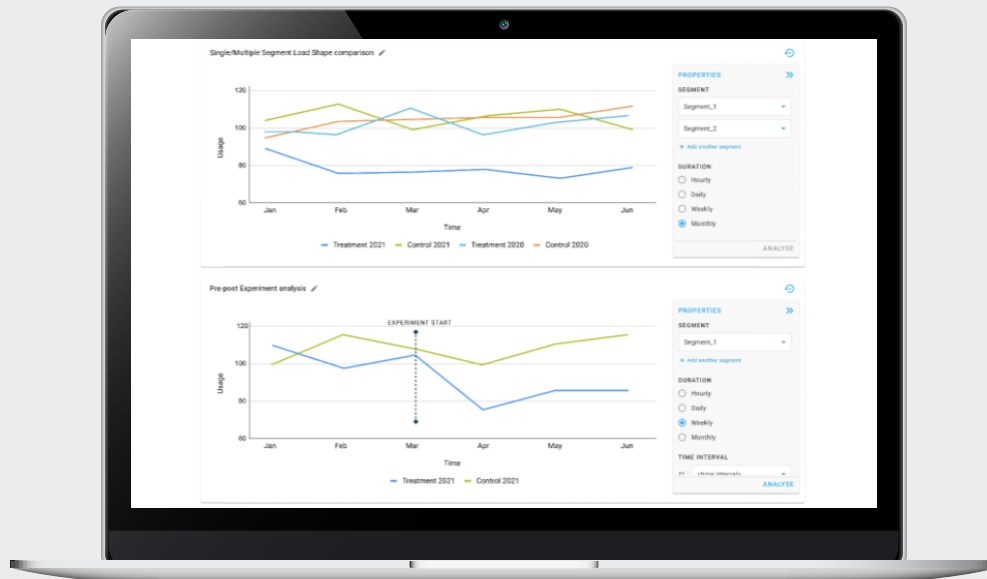 Single/Multiple Segment Load Shape comparison
PROPERTIES
SEGMENT
Segment_1
Segment_2
+ Add another segment
DURATION
Hourly
Daily
Weekly
Monthly
ANALYSE
120
100
80
60
Usage
Jan Feb Mar Apr May Jun
Time
Treatment 2021 Control 2021 Treatment 2020 Control 2020
Pre-post Experiment analysis
PROPERTIES
SEGMENT
Segment_1
+ Add another segment
DURATION
Hourly
Daily
Weekly
Monthly
TIME INTERVAL
ANALYSE
EXPERIMENT START
120
100
80
60
Usage
Jan Feb Mar Apr May Jun
Time
Treatment 2021 Control 2021